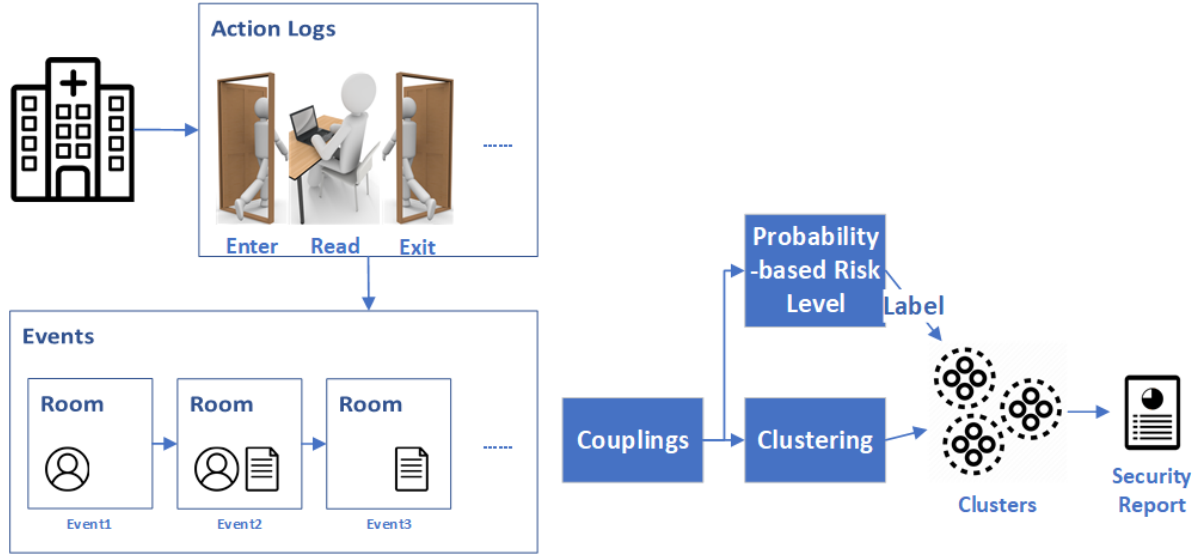 Action Logs
Enter
Read
Exit
......
Events
Room
Room
Room
......
Event1
Event2
Event3
Probability
-based Risk
Level
Label
Couplings
Clustering
Clusters
Security
Report